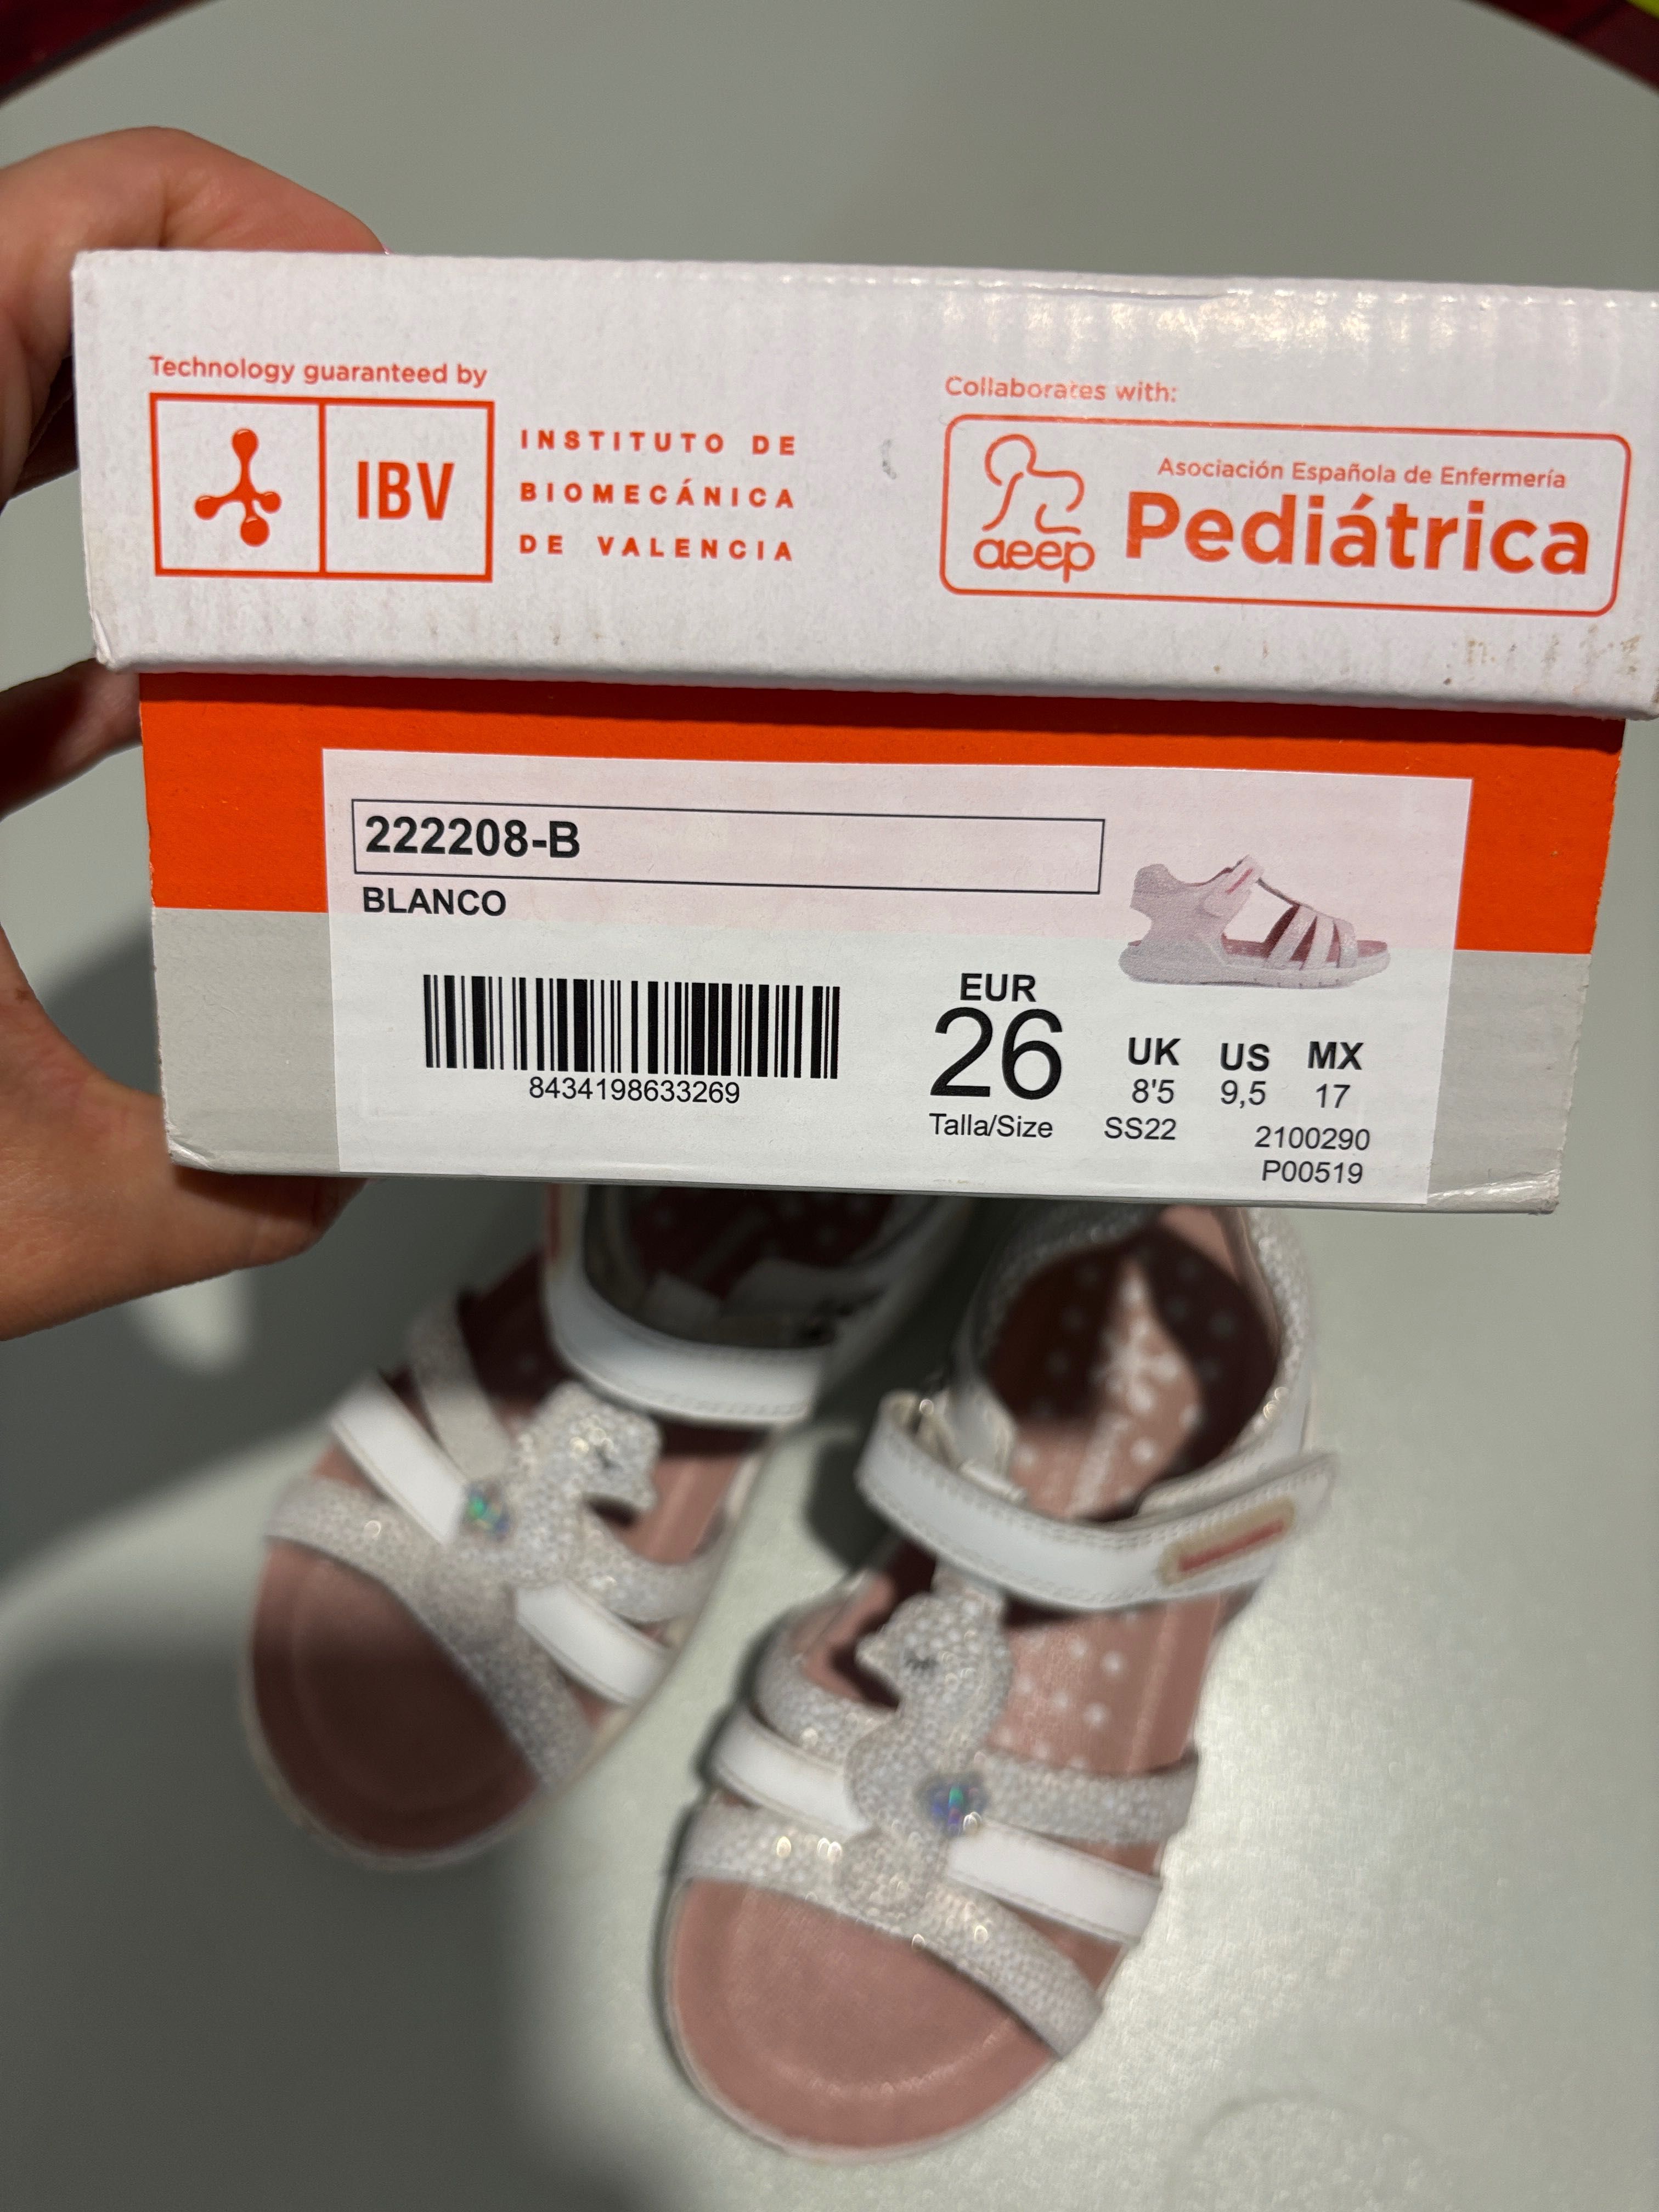 Technology guaranteed by
IBV
INSTITUTO DE
BIOMECÁNICA
DE VALENCIA
Collaborates with:
aeep
Asociación Española de Enfermería
Pediátrica
222208-B
BLANCO
8434198633269
EUR
26
Talla/Size
UK US MX
8'5 9,5 17
SS22 2100290
P00519